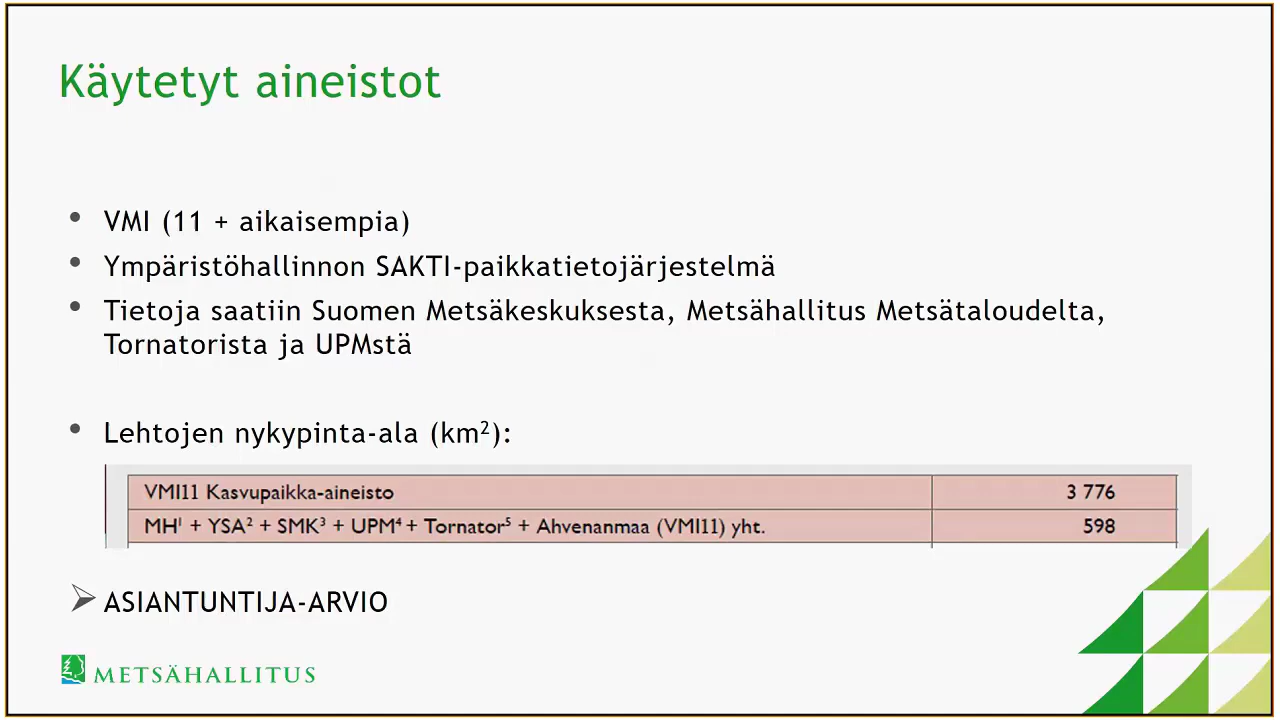 Käytetyt aineistot
• VMI (11 + aikaisempia)
• Ympäristöhallinnon SAKTI-paikkatietojärjestelmä
• Tietoja saatiin Suomen Metsäkeskuksesta, Metsähallitus Metsätaloudelta,
Tornatorista ja UPMstä
• Lehtojen nykypinta-ala (km²):
VMI11 Kasvupaikka-aineisto 3 776
MH¹ + YSA² + SMK³ + UPM⁴ + Tornator⁵ + Ahvenanmaa (VMI11) yht. 598
➢ ASIANTUNTIJA-ARVIO
METSÄHALLITUS